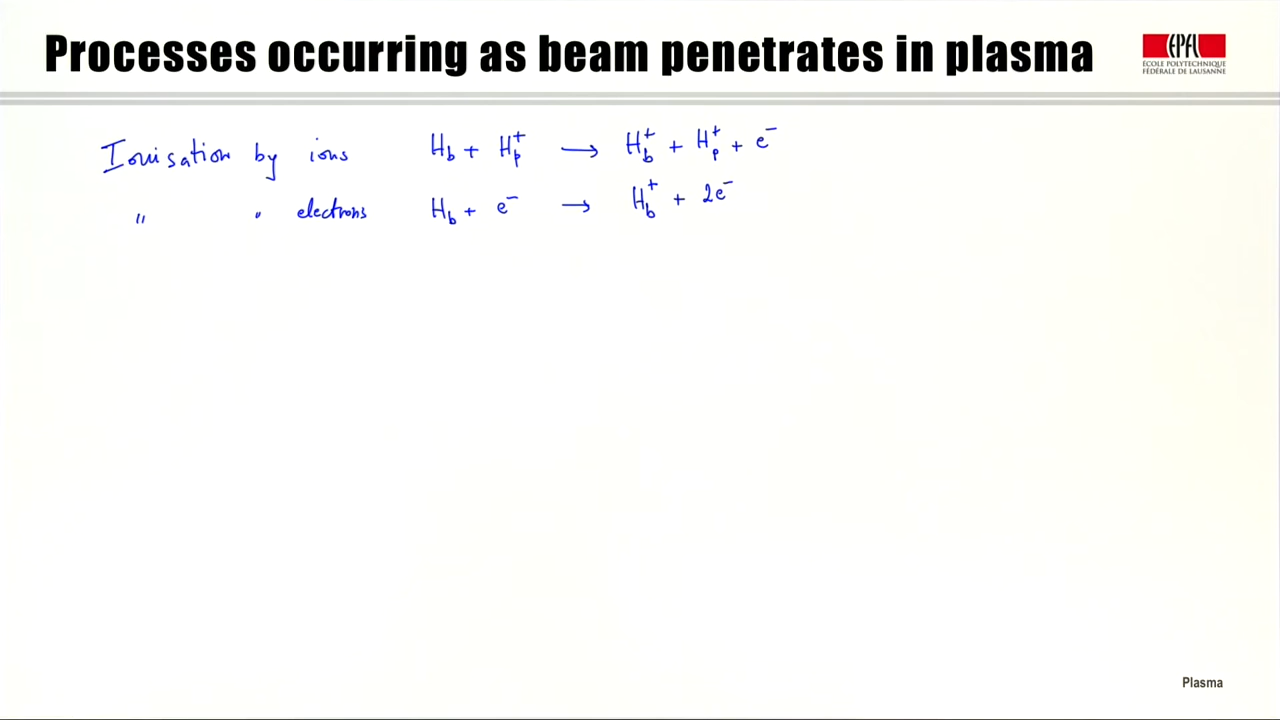 Processes occurring as beam penetrates in plasma
EPFL
ÉCOLE POLYTECHNIQUE
FÉDÉRALE DE LAUSANNE
Ionisation by ions H_b + H_p^+ → H_b^+ + H_p^+ + e^-
" " electrons H_b + e^- → H_b^+ + 2e^-
Plasma